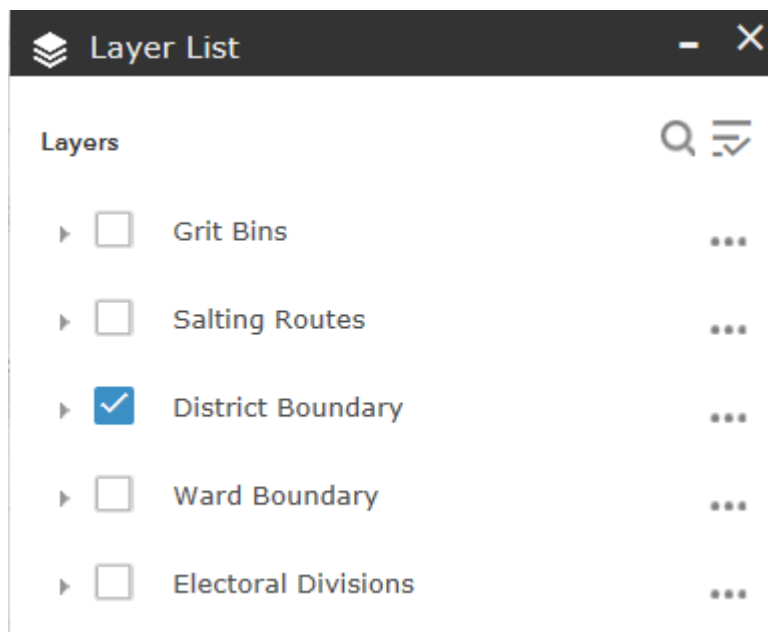 Layer List
Layers
Grit Bins
Salting Routes
District Boundary
Ward Boundary
Electoral Divisions